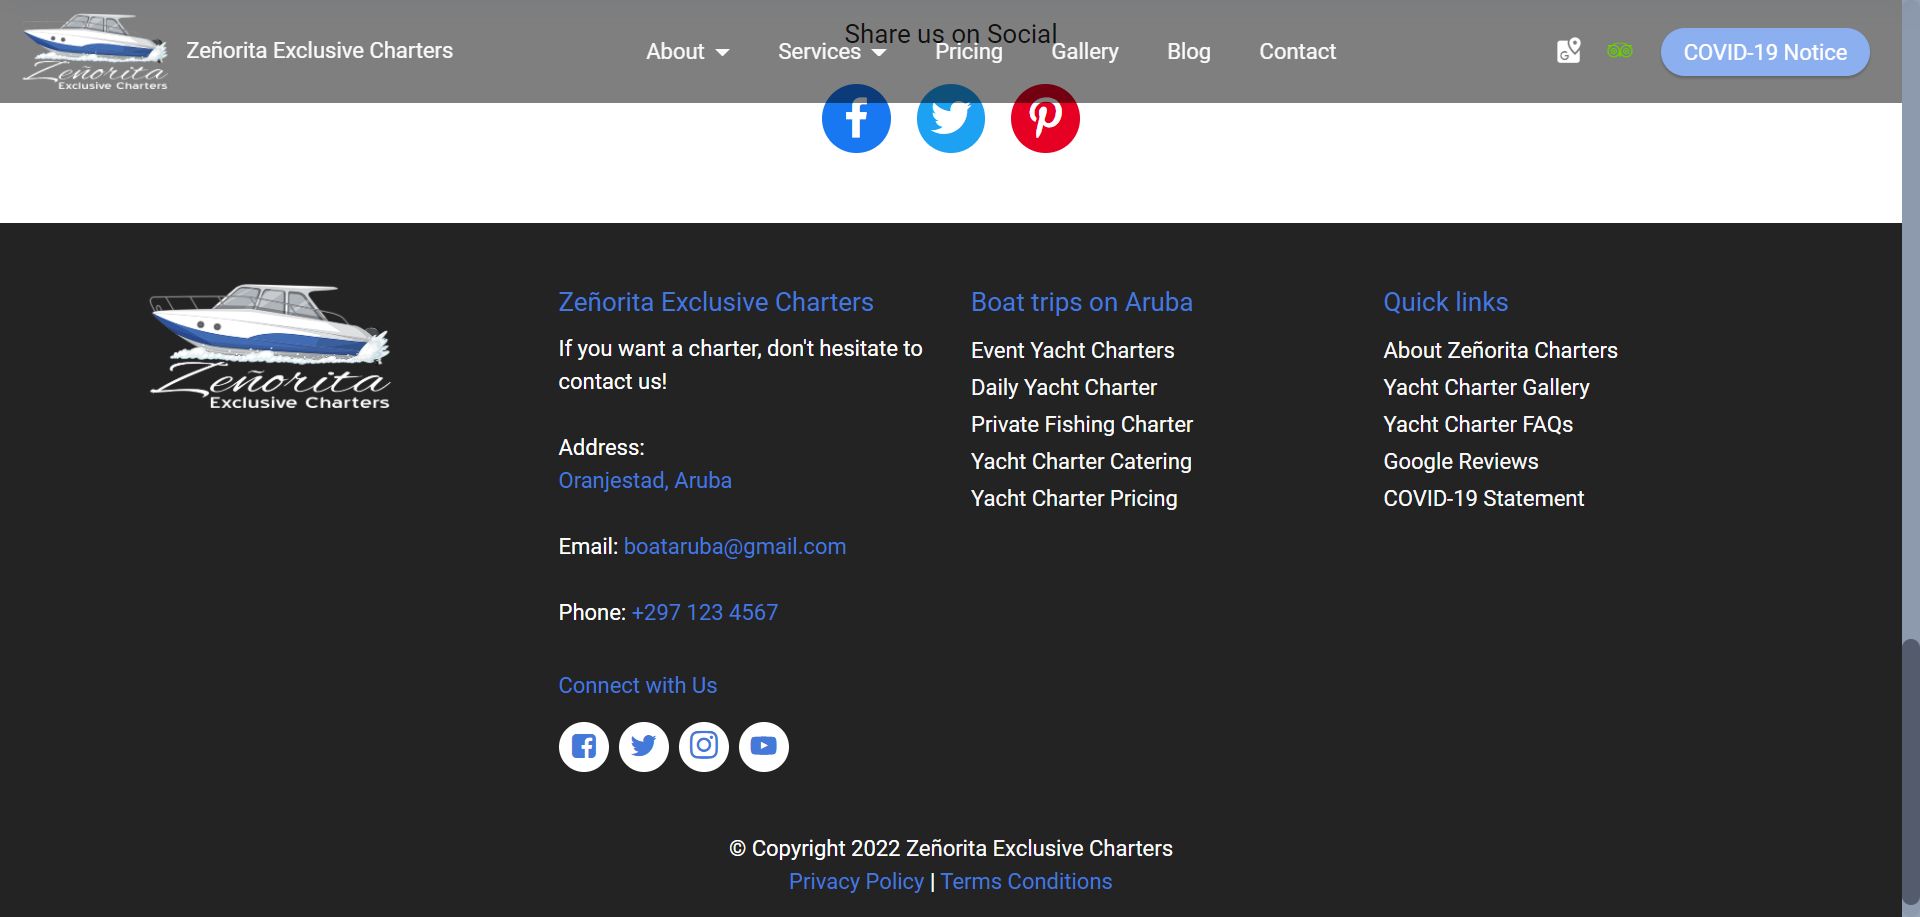 Zeñorita
Exclusive Charters
Zeñorita Exclusive Charters
Share us on Social
About
Services
Pricing
Gallery
Blog
Contact
G
COVID-19 Notice
Zeñorita
Exclusive Charters
Zeñorita Exclusive Charters
If you want a charter, don't hesitate to
contact us!
Address:
Oranjestad, Aruba
Email: boataruba@gmail.com
Phone: +297 123 4567
Connect with Us
Boat trips on Aruba
Event Yacht Charters
Daily Yacht Charter
Private Fishing Charter
Yacht Charter Catering
Yacht Charter Pricing
Quick links
About Zeñorita Charters
Yacht Charter Gallery
Yacht Charter FAQs
Google Reviews
COVID-19 Statement
© Copyright 2022 Zeñorita Exclusive Charters
Privacy Policy | Terms Conditions